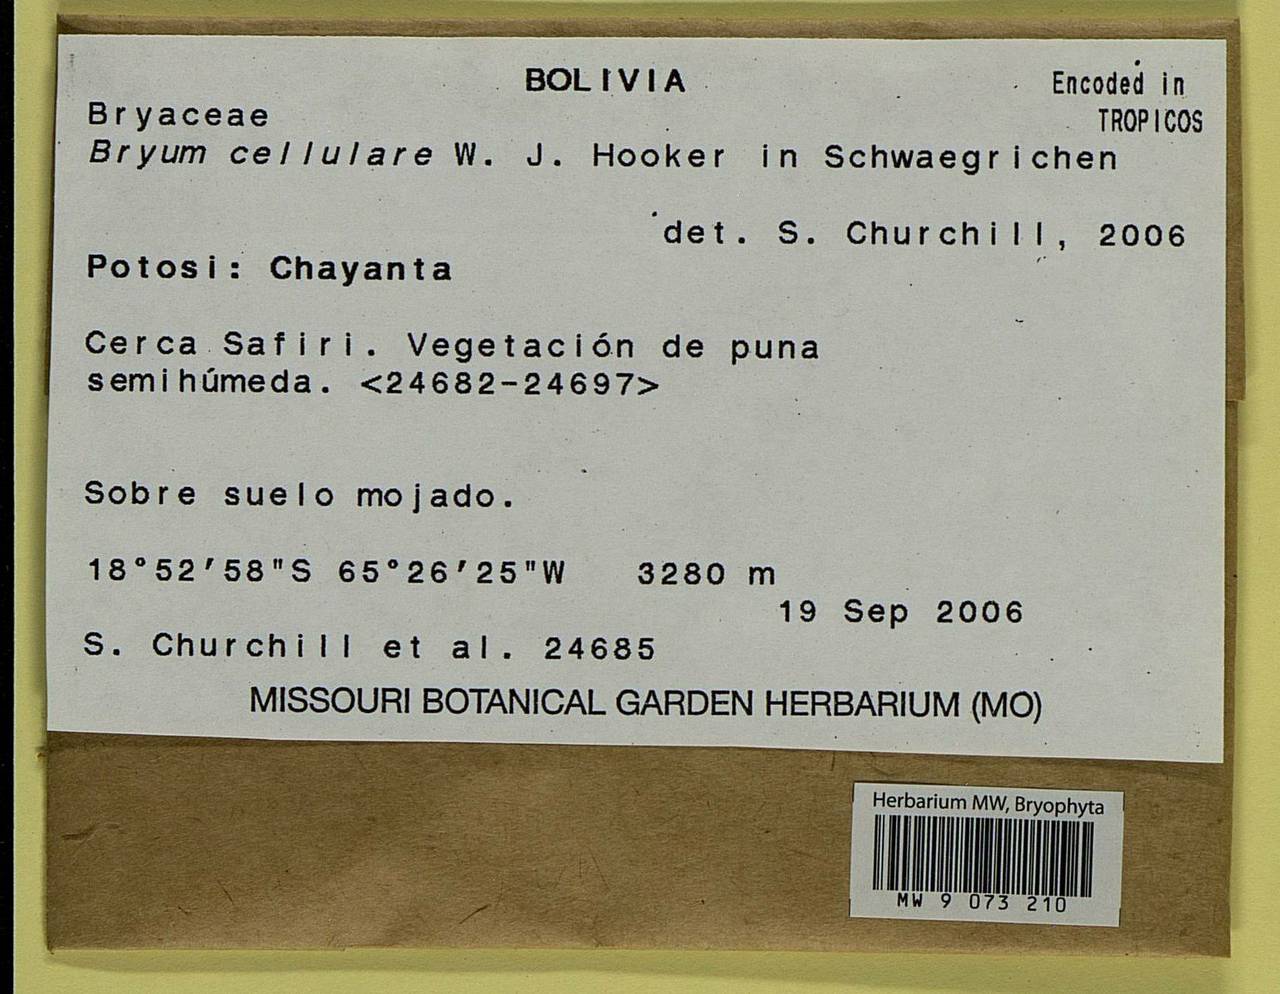 BOLIVIA
Encoded in
TROPICOS
Bryaceae
Bryum cellulare W. J. Hooker in Schwaegrichen
det. S. Churchill, 2006
Potosi: Chayanta
Cerca Safiri. Vegetación de puna
semihúmeda. <24682-24697>
Sobre suelo mojado.
18°52'58"S 65°26'25"W 3280 m
19 Sep 2006
S. Churchill et al. 24685
MISSOURI BOTANICAL GARDEN HERBARIUM (MO)
Herbarium MW, Bryophyta
MW 9 073 210